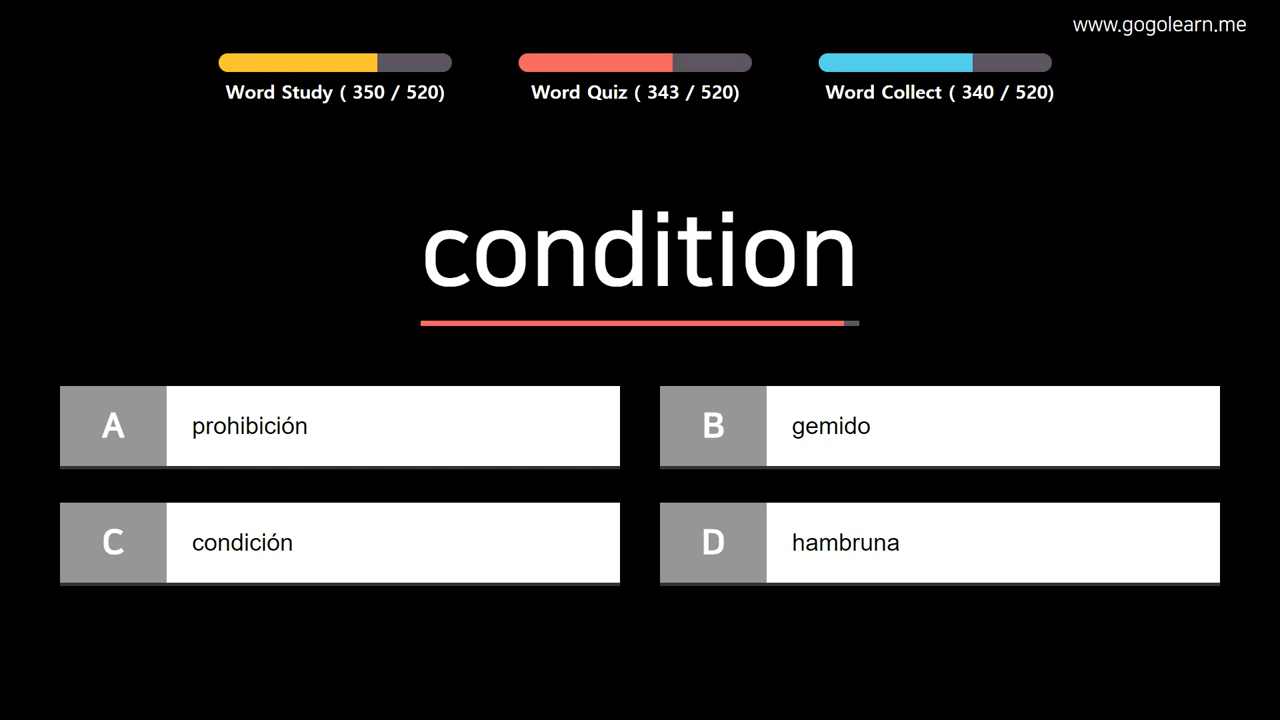 www.gogolearn.me
Word Study ( 350 / 520)
Word Quiz ( 343 / 520)
Word Collect ( 340 / 520)
condition
A prohibición
B gemido
C condición
D hambruna